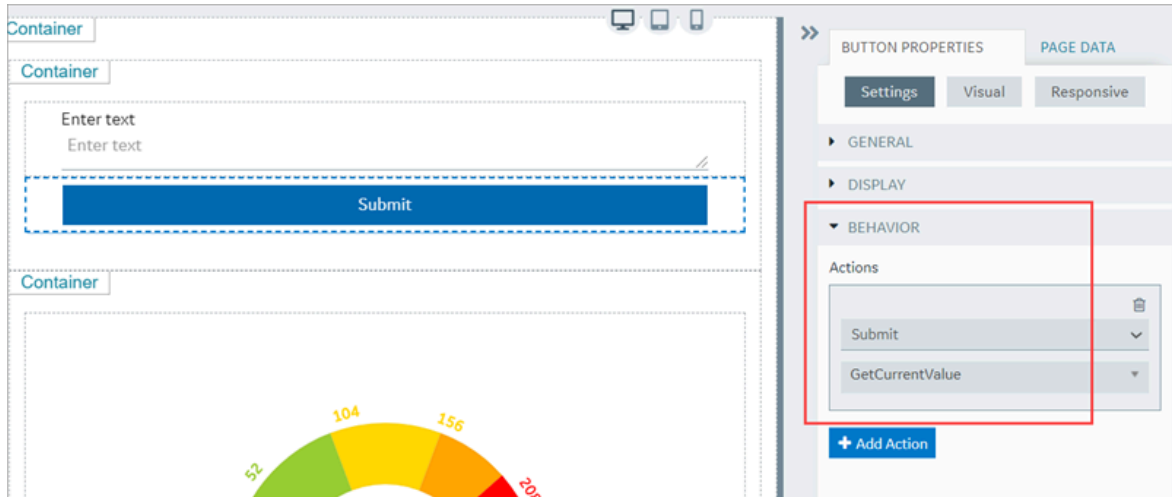 Container
Container
Enter text
Enter text
Submit
Container
52
104
156
208
BUTTON PROPERTIES
PAGE DATA
Settings
Visual
Responsive
GENERAL
DISPLAY
BEHAVIOR
Actions
Submit
GetCurrentValue
+ Add Action